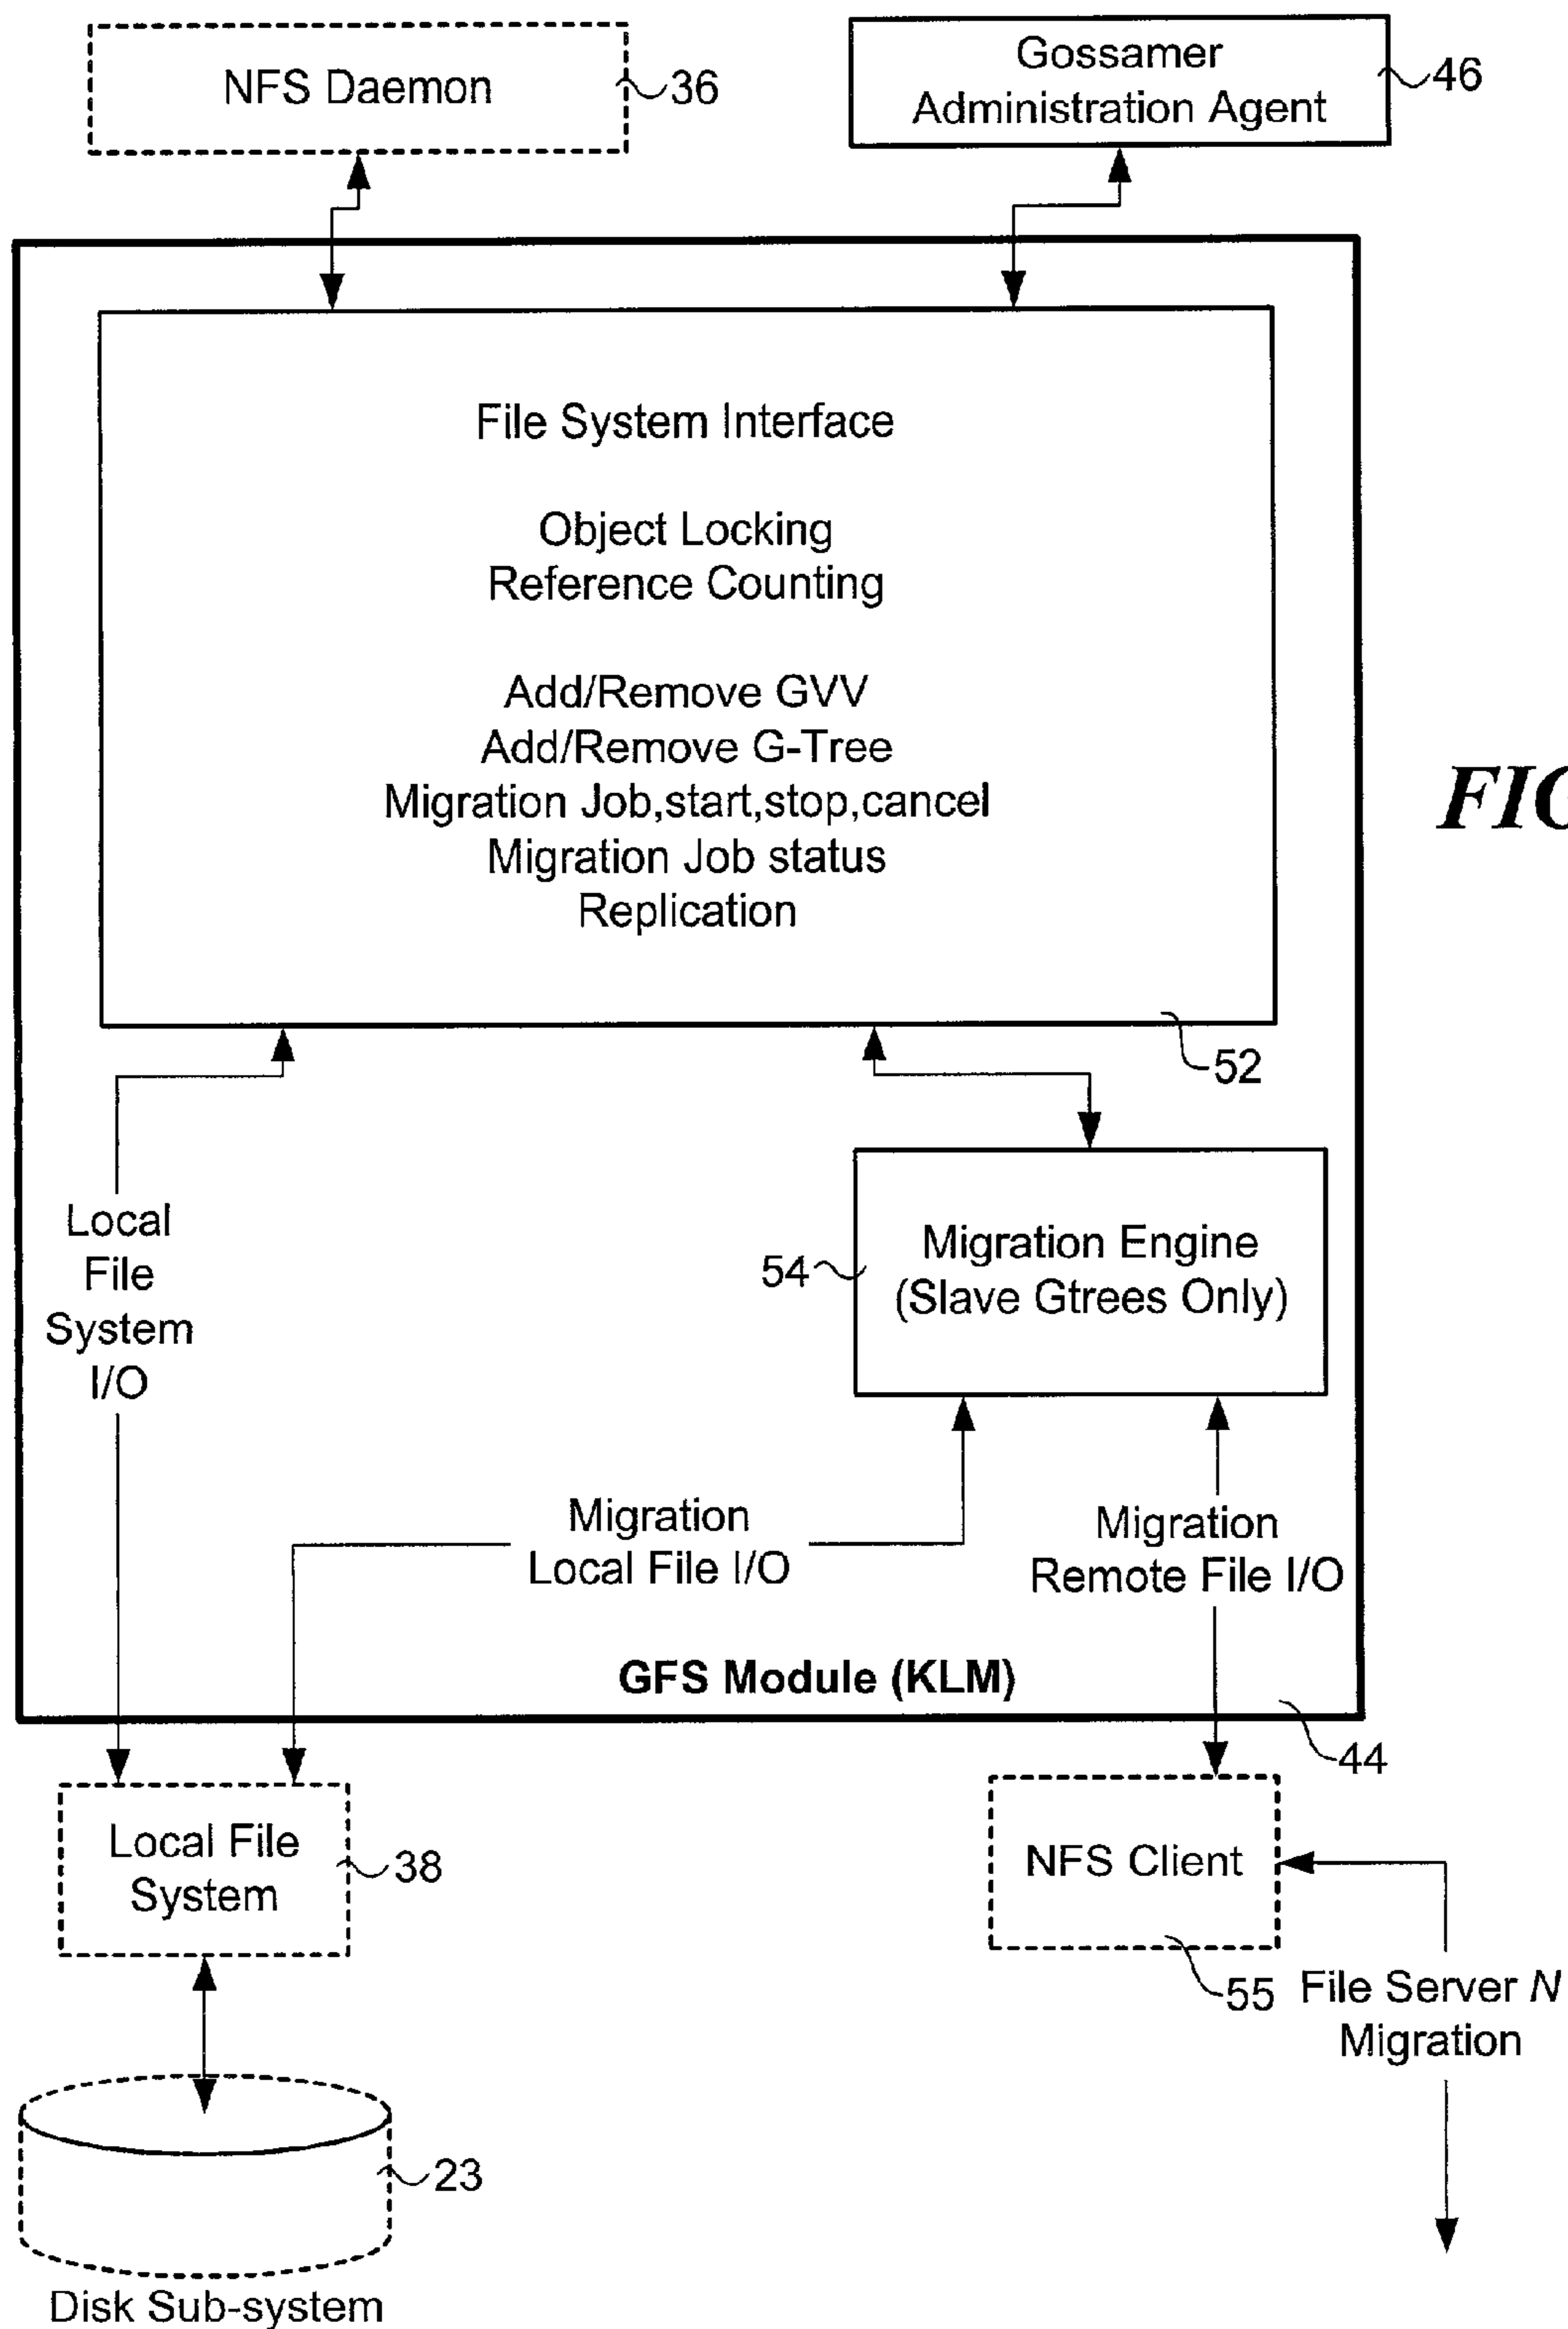 NFS Daemon
36
Gossamer
Administration Agent
46
File System Interface
Object Locking
Reference Counting
Add/Remove GVV
Add/Remove G-Tree
Migration Job,start,stop,cancel
Migration Job status
Replication
FIG
52
Local
File
System
I/O
54
Migration Engine
(Slave Gtrees Only)
Migration
Local File I/O
Migration
Remote File I/O
GFS Module (KLM)
44
Local File
System
38
NFS Client
55
File Server N
Migration
23
Disk Sub-system